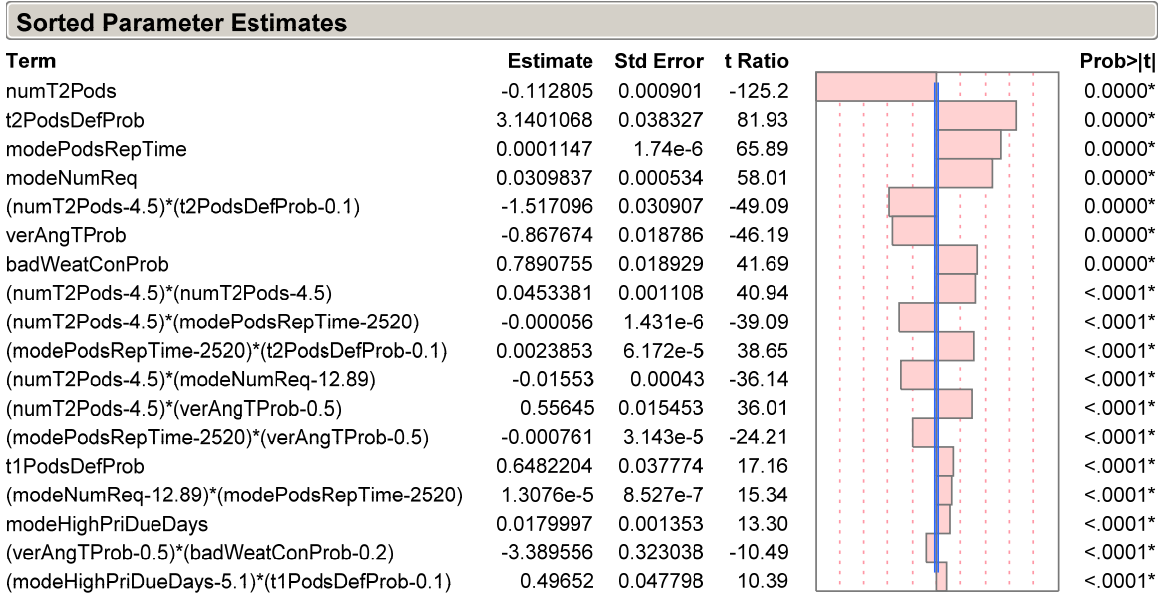 Sorted Parameter Estimates
Term Estimate Std Error t Ratio Prob>|t|
numT2Pods -0.112805 0.000901 -125.2 0.0000*
t2PodsDefProb 3.1401068 0.038327 81.93 0.0000*
modePodsRepTime 0.0001147 1.74e-6 65.89 0.0000*
modeNumReq 0.0309837 0.000534 58.01 0.0000*
(numT2Pods-4.5)*(t2PodsDefProb-0.1) -1.517096 0.030907 -49.09 0.0000*
verAngTProb -0.867674 0.018786 -46.19 0.0000*
badWeatConProb 0.7890755 0.018929 41.69 0.0000*
(numT2Pods-4.5)*(numT2Pods-4.5) 0.0453381 0.001108 40.94 <.0001*
(numT2Pods-4.5)*(modePodsRepTime-2520) -0.000056 1.431e-6 -39.09 <.0001*
(modePodsRepTime-2520)*(t2PodsDefProb-0.1) 0.0023853 6.172e-5 38.65 <.0001*
(numT2Pods-4.5)*(modeNumReq-12.89) -0.01553 0.00043 -36.14 <.0001*
(numT2Pods-4.5)*(verAngTProb-0.5) 0.55645 0.015453 36.01 <.0001*
(modePodsRepTime-2520)*(verAngTProb-0.5) -0.000761 3.143e-5 -24.21 <.0001*
t1PodsDefProb 0.6482204 0.037774 17.16 <.0001*
(modeNumReq-12.89)*(modePodsRepTime-2520) 1.3076e-5 8.527e-7 15.34 <.0001*
modeHighPriDueDays 0.0179997 0.001353 13.30 <.0001*
(verAngTProb-0.5)*(badWeatConProb-0.2) -3.389556 0.323038 -10.49 <.0001*
(modeHighPriDueDays-5.1)*(t1PodsDefProb-0.1) 0.49652 0.047798 10.39 <.0001*